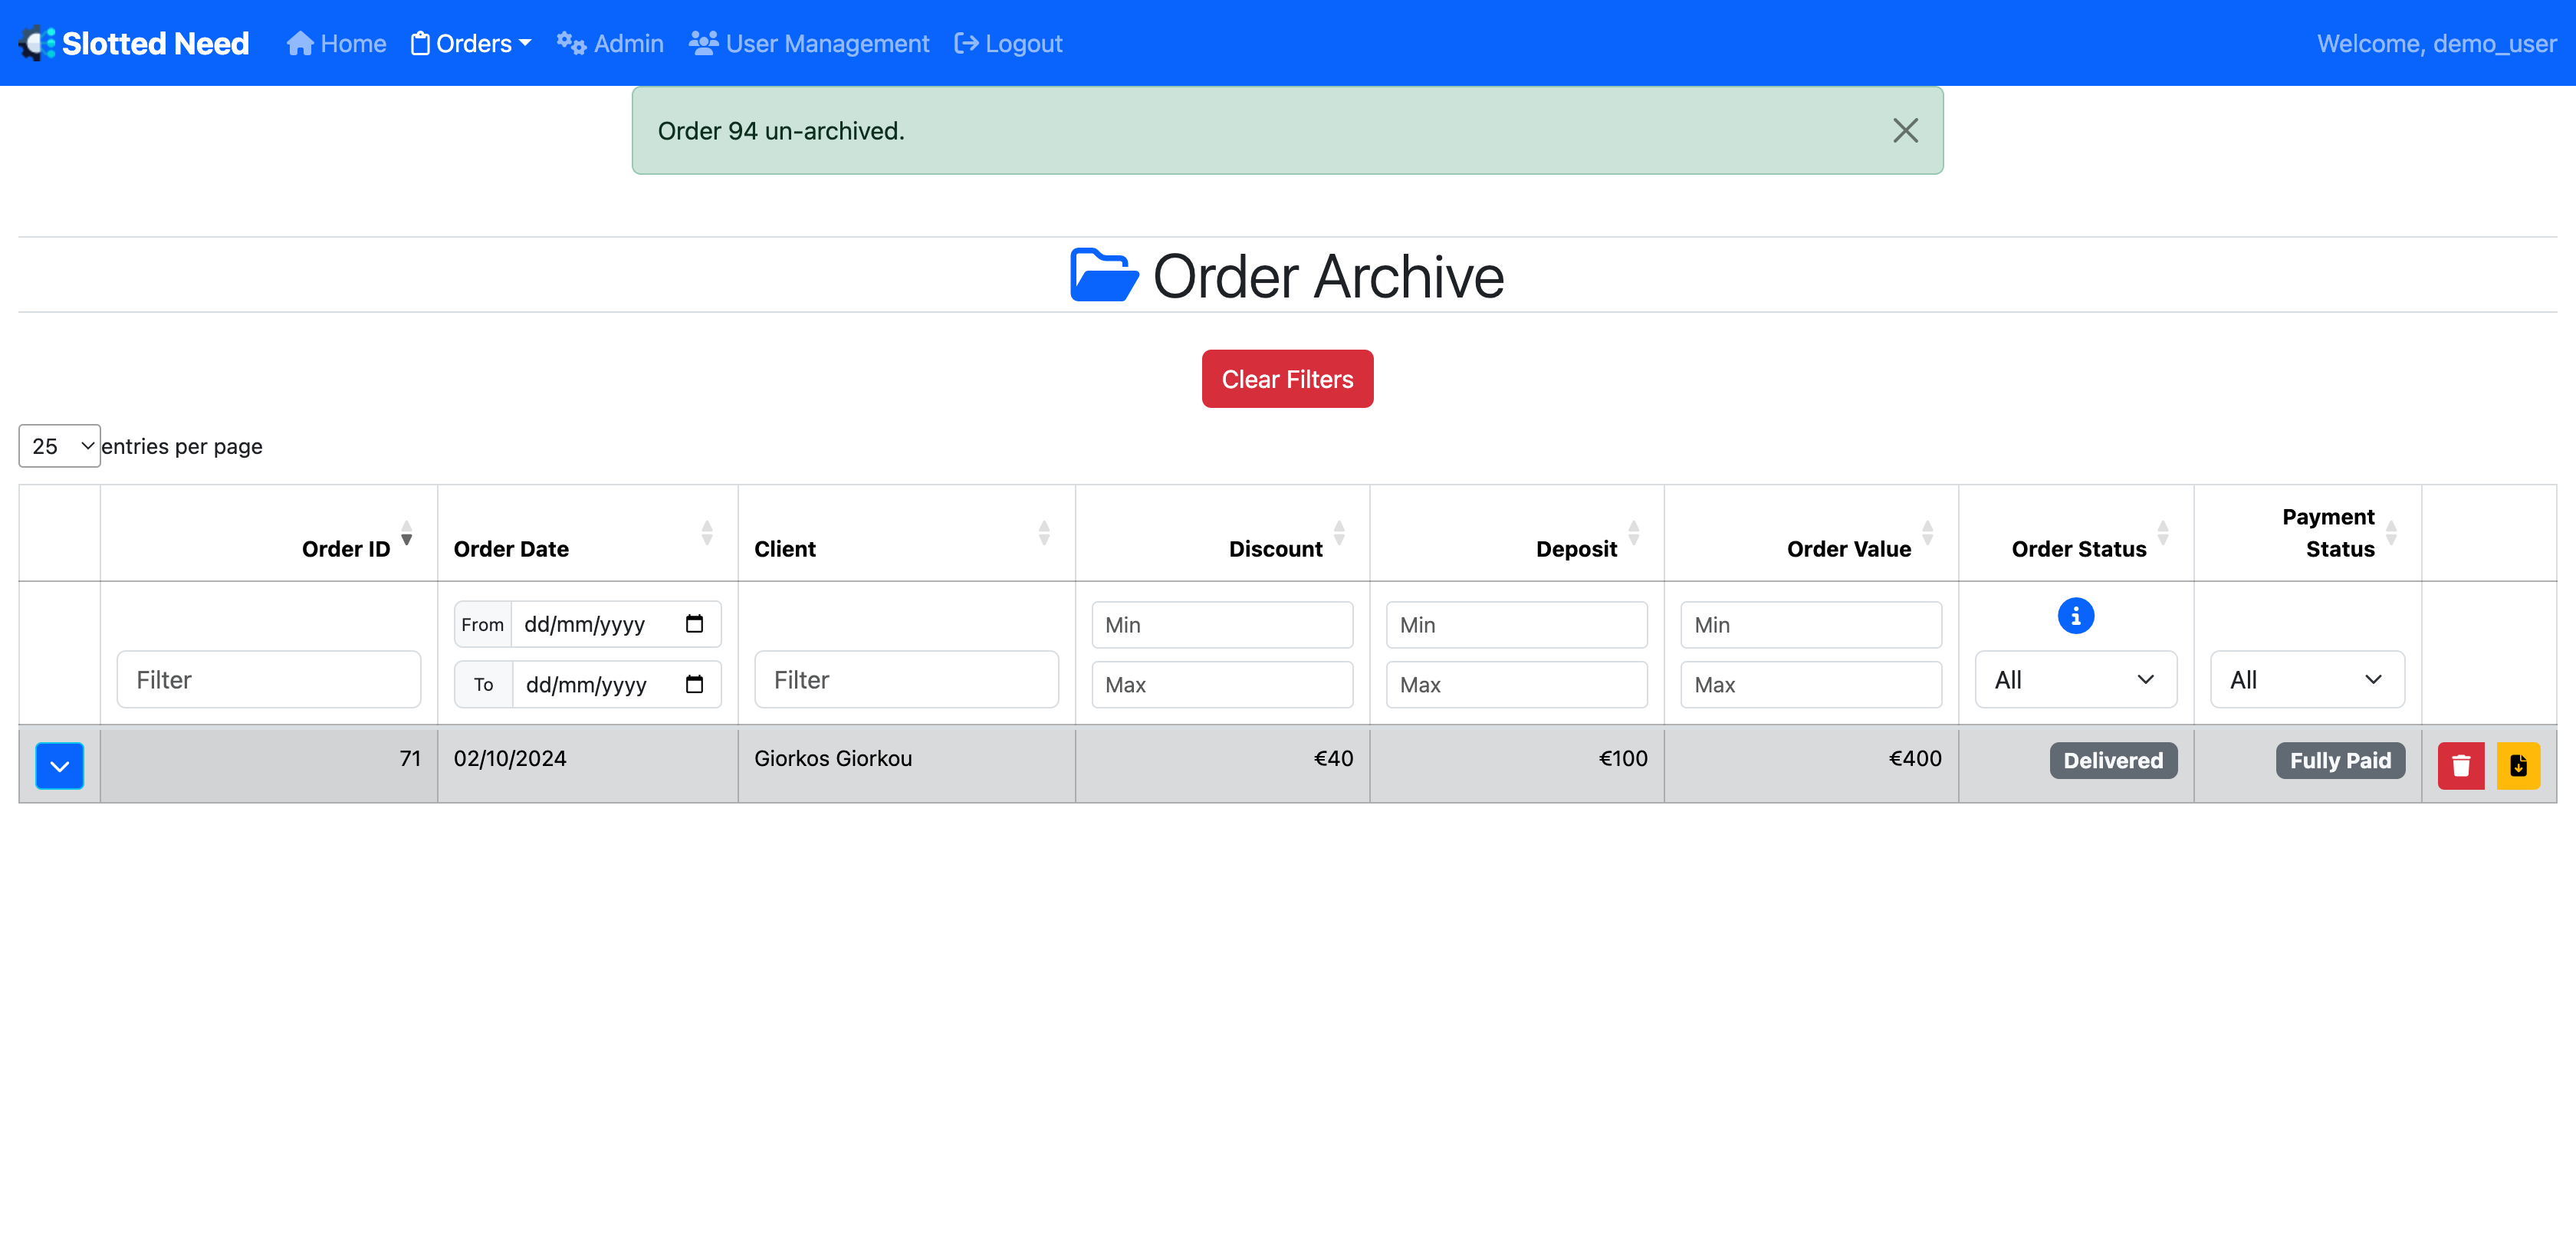 Slotted Need Home Orders Admin User Management Logout Welcome, demo_user
Order 94 un-archived.
Order Archive
Clear Filters
25 entries per page
Order ID Order Date Client Discount Deposit Order Value Order Status Payment Status
From dd/mm/yyyy Min Min Min
Filter To dd/mm/yyyy Filter Max Max Max All All
71 02/10/2024 Giorkos Giorkou €40 €100 €400 Delivered Fully Paid